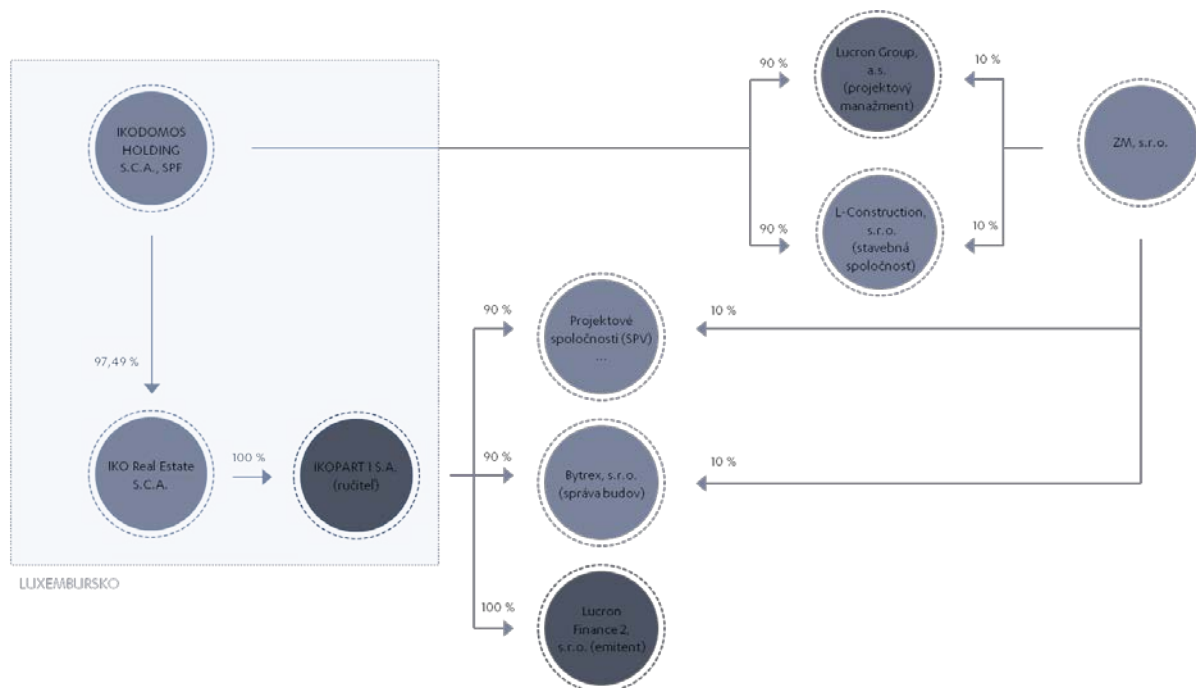 Lucron Group,
a.s.
(projektový
manažment)
90 %
10 %
IKODOMOS
HOLDING
S.C.A., SPF
ZM, s.r.o.
L-Construction,
s.r.o.
(stavebná
spoločnosť)
90 %
10 %
90 %
Projektové
spoločnosti (SPV)
...
10 %
97,49 %
IKO Real Estate
S.C.A.
100 %
IKOPART 1 S.A.
(ručiteľ)
90 %
Bytrex, s.r.o.
(správa budov)
10 %
LUXEMBURSKO
100 %
Lucron
Finance 2,
s.r.o. (emitent)